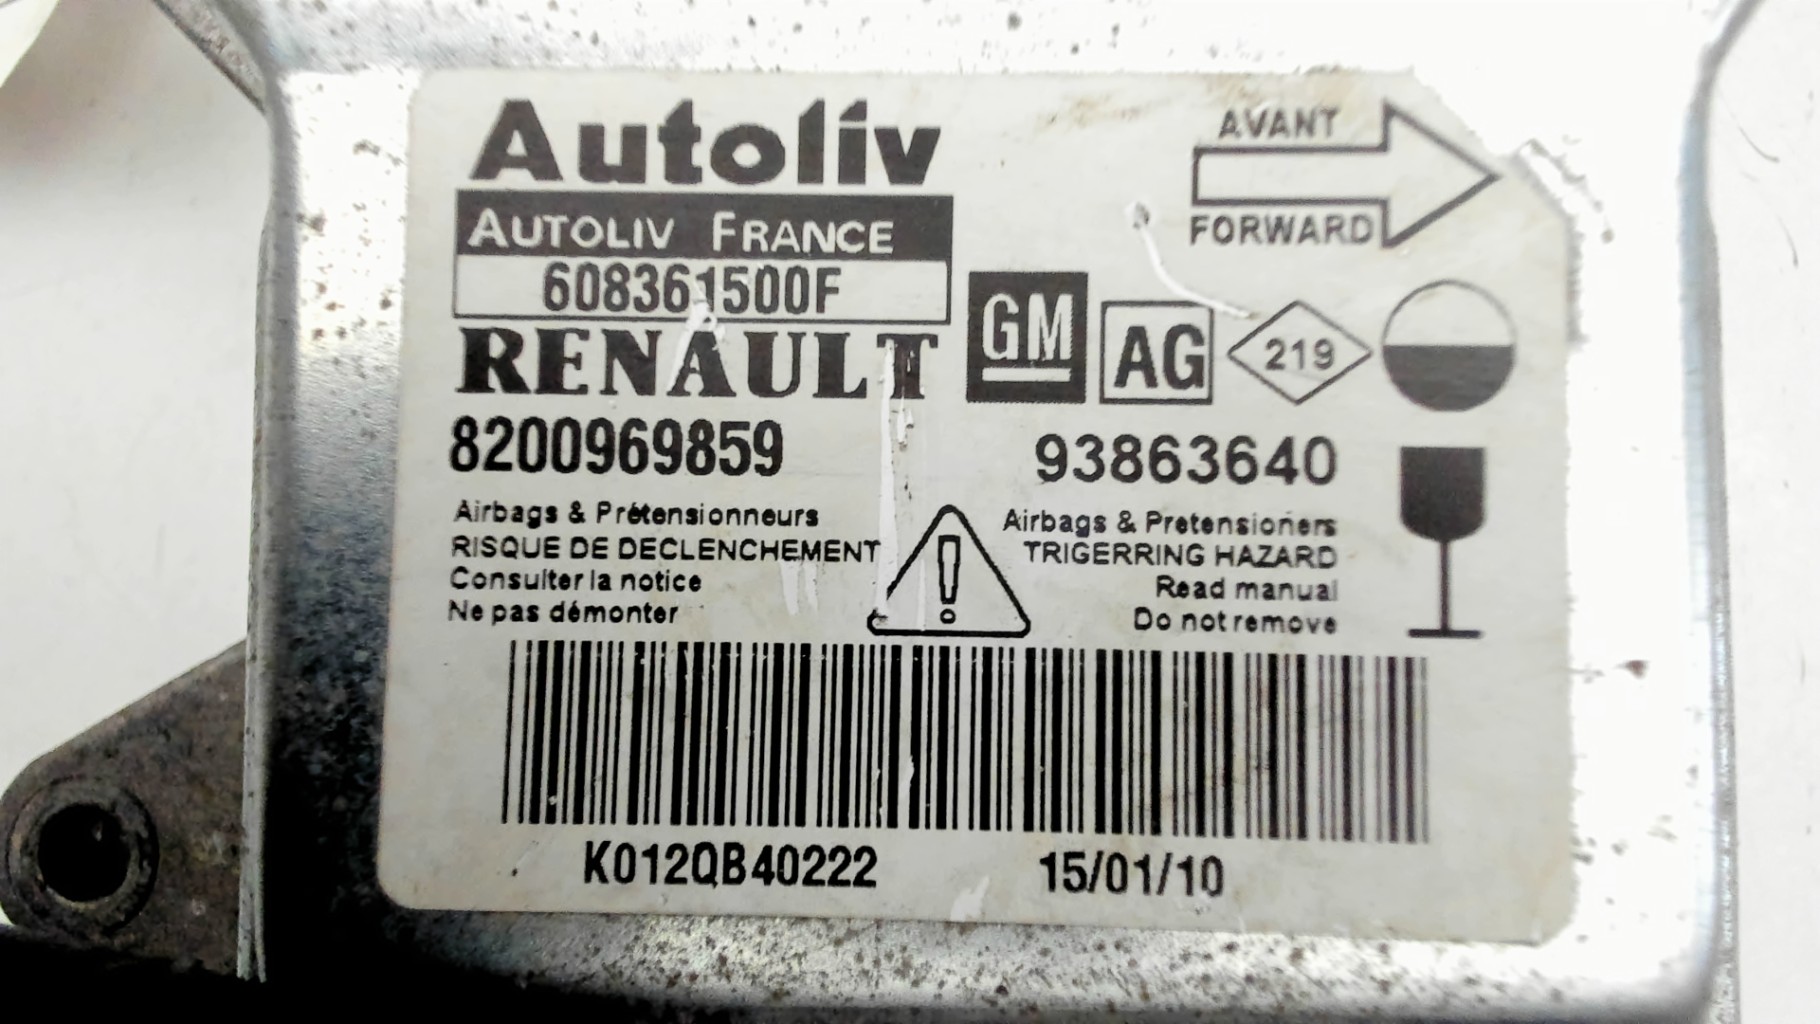 Autoliv
AVANT
AUTOLIV FRANCE
FORWARD
608361500F
RENAULT
GM
AG
219
8200969859
93863640
Airbags & Prétensionneurs
RISQUE DE DECLENCHEMENT
Consulter la notice
Ne pas démonter
Airbags & Pretensioners
TRIGERRING HAZARD
Read manual
Do not remove
K012QB40222 15/01/10